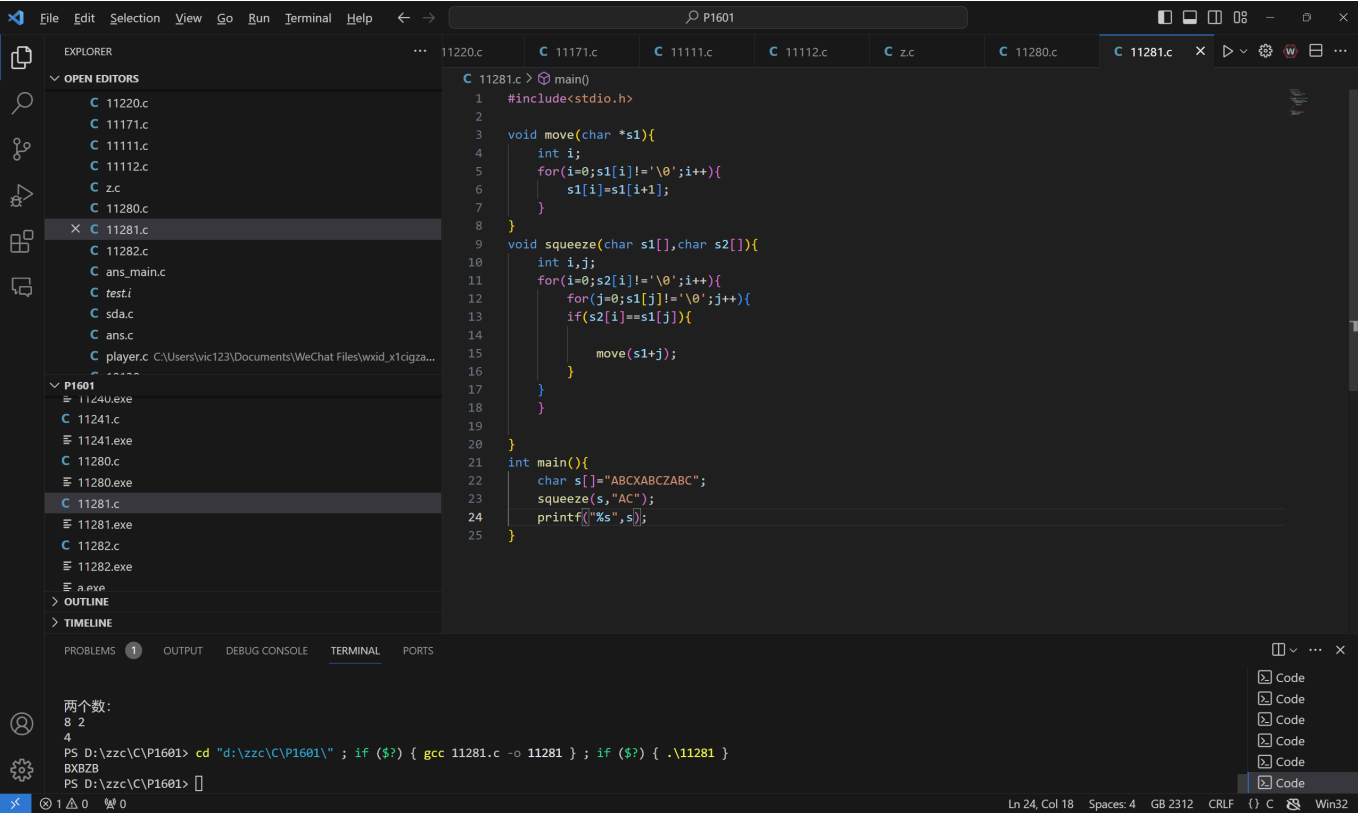 File Edit Selection View Go Run Terminal Help
P1601
EXPLORER
OPEN EDITORS
11220.c
11171.c
11111.c
11112.c
z.c
11280.c
11281.c
11282.c
ans_main.c
test.i
sda.c
ans.c
player.c C:\Users\vic123\Documents\WeChat Files\wxid_x1cigza...
P1601
11240.exe
11241.c
11241.exe
11280.c
11280.exe
11281.c
11281.exe
11282.c
11282.exe
a.exe
OUTLINE
TIMELINE
11220.c C 11171.c C 11111.c C 11112.c C z.c C 11280.c C 11281.c
C 11281.c > main()
1 #include<stdio.h>
2
3 void move(char *s1){
4 int i;
5 for(i=0;s1[i]!='\0';i++){
6 s1[i]=s1[i+1];
7 }
8 }
9 void squeeze(char s1[],char s2[]){
10 int i,j;
11 for(i=0;s2[i]!='\0';i++){
12 for(j=0;s1[j]!='\0';j++){
13 if(s2[i]==s1[j]){
14
15 move(s1+j);
16 }
17 }
18 }
19
20 }
21 int main(){
22 char s[]="ABCXABCZABC";
23 squeeze(s,"AC");
24 printf("%s",s);
25 }
PROBLEMS 1 OUTPUT DEBUG CONSOLE TERMINAL PORTS
两个数:
8 2
4
PS D:\zzc\C\P1601> cd "d:\zzc\C\P1601\" ; if ($?) { gcc 11281.c -o 11281 } ; if ($?) { .\11281 }
BXBZB
PS D:\zzc\C\P1601>
Code
Code
Code
Code
Code
Code
1 0 0
Ln 24, Col 18 Spaces: 4 GB 2312 CRLF {} C Win32